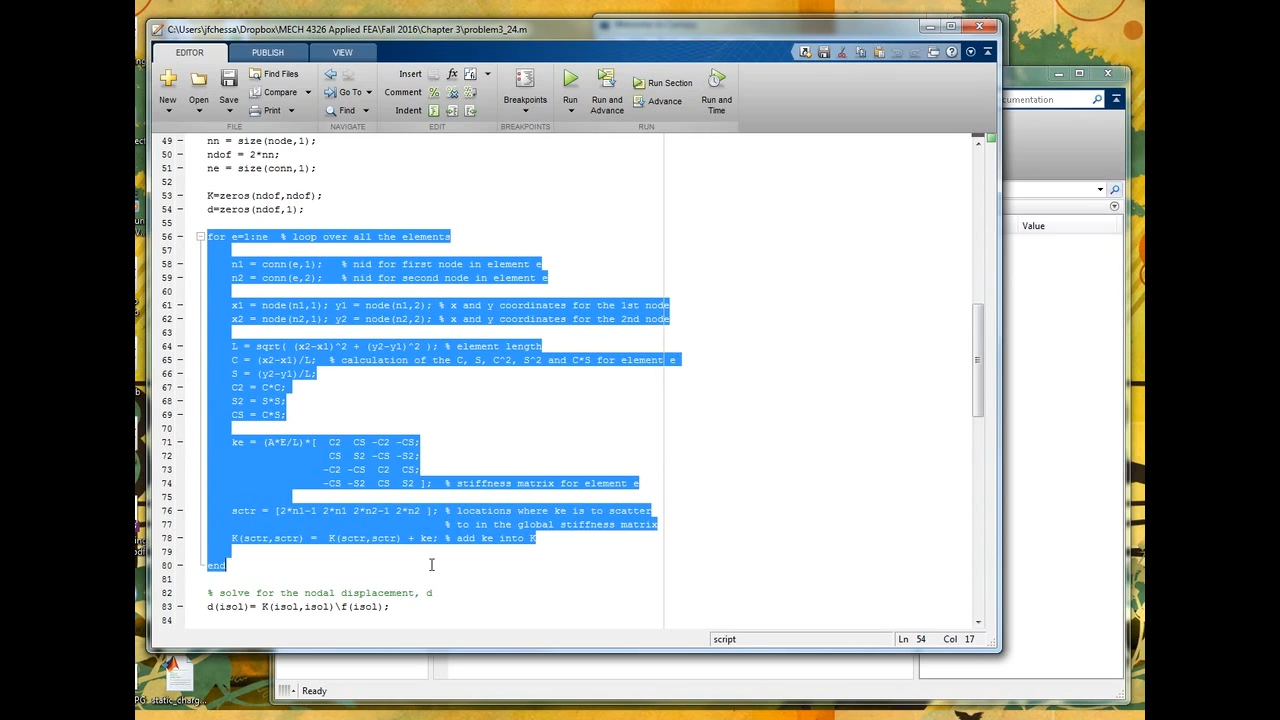 C:\Users\jfchessa\Dropbox\MECH 4326 Applied FEA\Fall 2016\Chapter 3\problem3_24.m
EDITOR PUBLISH VIEW
New Open Save
Find Files
Compare
Print
FILE
Go To
Find
NAVIGATE
Insert
Comment
Indent
EDIT
Breakpoints
BREAKPOINTS
Run
Run and Advance
Run Section
Advance
Run and Time
RUN
cumentation
Value
49 nn = size(node,1);
50 ndof = 2*nn;
51 ne = size(conn,1);
52
53 K=zeros(ndof,ndof);
54 d=zeros(ndof,1);
55
56 for e=1:ne % loop over all the elements
57
58 n1 = conn(e,1); % nid for first node in element e
59 n2 = conn(e,2); % nid for second node in element e
60
61 x1 = node(n1,1); y1 = node(n1,2); % x and y coordinates for the 1st node
62 x2 = node(n2,1); y2 = node(n2,2); % x and y coordinates for the 2nd node
63
64 L = sqrt( (x2-x1)^2 + (y2-y1)^2 ); % element length
65 C = (x2-x1)/L; % calculation of the C, S, C^2, S^2 and C*S for element e
66 S = (y2-y1)/L;
67 C2 = C*C;
68 S2 = S*S;
69 CS = C*S;
70
71 ke = (A*E/L)*[ C2 CS -C2 -CS;
72 CS S2 -CS -S2;
73 -C2 -CS C2 CS;
74 -CS -S2 CS S2 ]; % stiffness matrix for element e
75
76 sctr = [2*n1-1 2*n1 2*n2-1 2*n2 ]; % locations where ke is to scatter
77 % to in the global stiffness matrix
78 K(sctr,sctr) = K(sctr,sctr) + ke; % add ke into K
79
80 end
81
82 % solve for the nodal displacement, d
83 d(isol)= K(isol,isol)\f(isol);
84
script Ln 54 Col 17
Ready
static_charg...